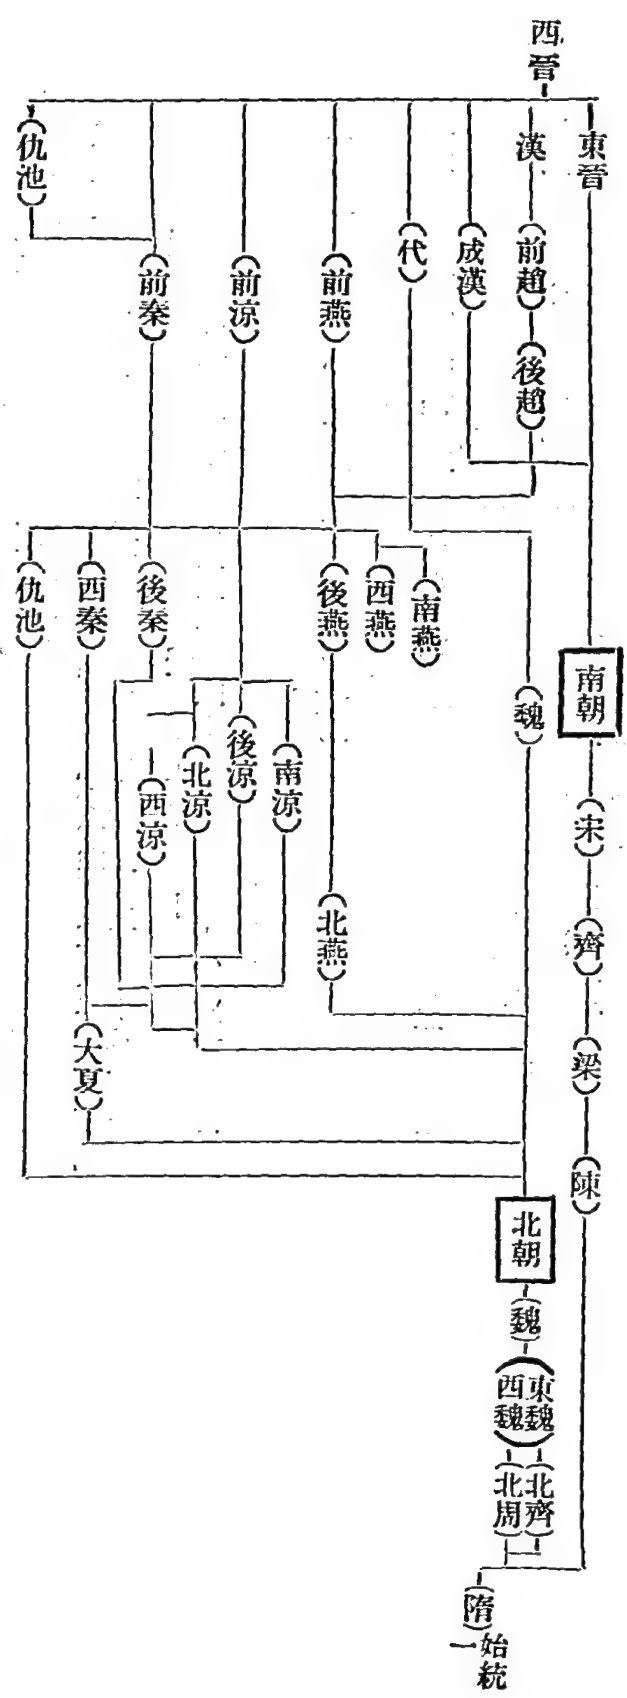 西晉
東晉
漢
(前趙)
(後趙)
(成漢)
(代)
(前燕)
(前涼)
(前秦)
(仇池)
南朝
(宋)
(齊)
(梁)
(陳)
(魏)
(南燕)
(西燕)
(後燕)
(北燕)
(南涼)
(後涼)
(北涼)
(西涼)
(後秦)
(西秦)
(大夏)
(仇池)
北朝
(魏)
(東魏
西魏)
(北齊)
(北周)
(隋)
始統
一